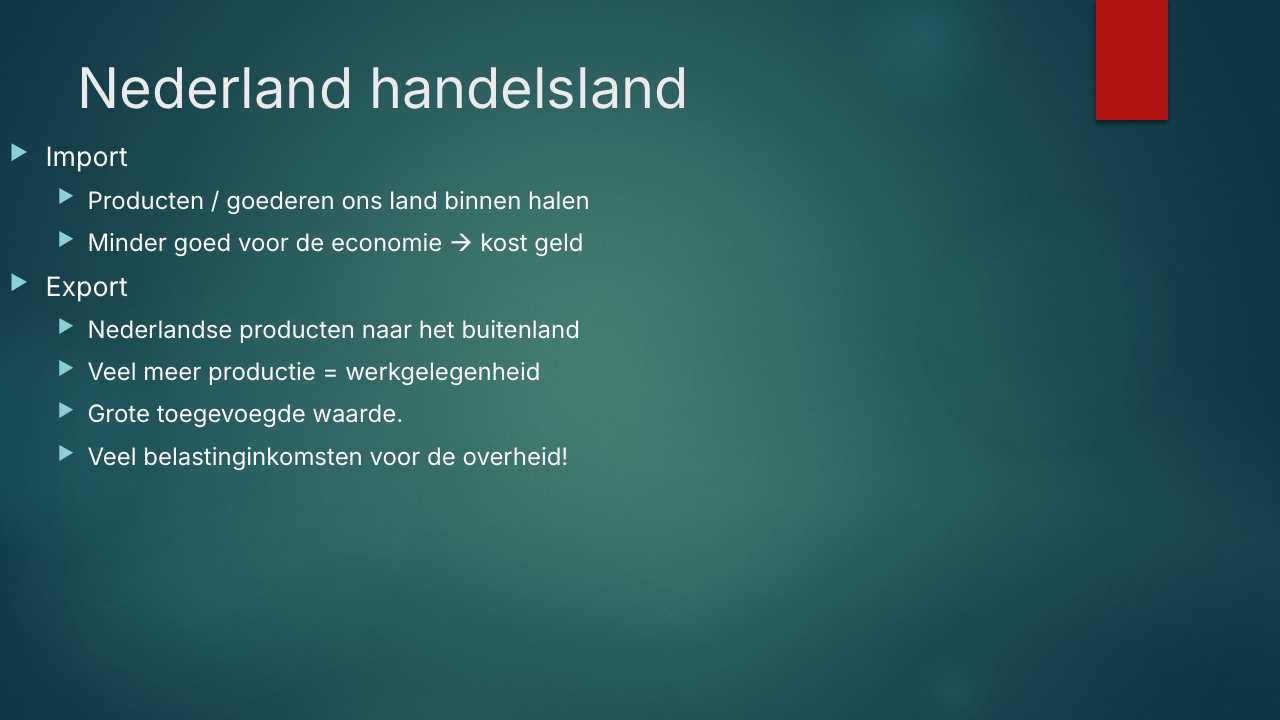 Nederland handelsland
Import
Producten / goederen ons land binnen halen
Minder goed voor de economie → kost geld
Export
Nederlandse producten naar het buitenland
Veel meer productie = werkgelegenheid
Grote toegevoegde waarde.
Veel belastinginkomsten voor de overheid!